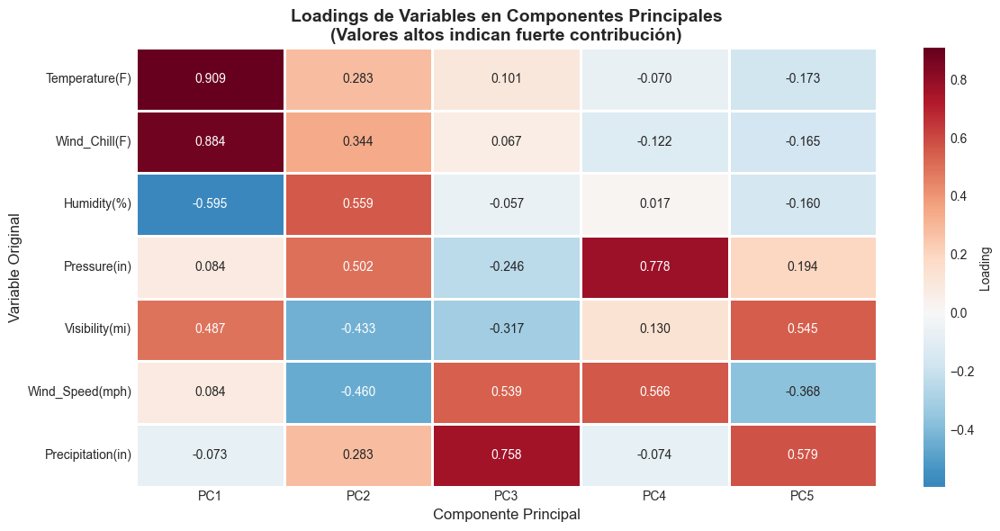 Loadings de Variables en Componentes Principales
(Valores altos indican fuerte contribución)
Variable Original
Temperature(F) 0.909 0.283 0.101 -0.070 -0.173
Wind_Chill(F) 0.884 0.344 0.067 -0.122 -0.165
Humidity(%) -0.595 0.559 -0.057 0.017 -0.160
Pressure(in) 0.084 0.502 -0.246 0.778 0.194
Visibility(mi) 0.487 -0.433 -0.317 0.130 0.545
Wind_Speed(mph) 0.084 -0.460 0.539 0.566 -0.368
Precipitation(in) -0.073 0.283 0.758 -0.074 0.579
PC1 PC2 PC3 PC4 PC5
Componente Principal
0.8
0.6
0.4
0.2
0.0
−0.2
−0.4
Loading